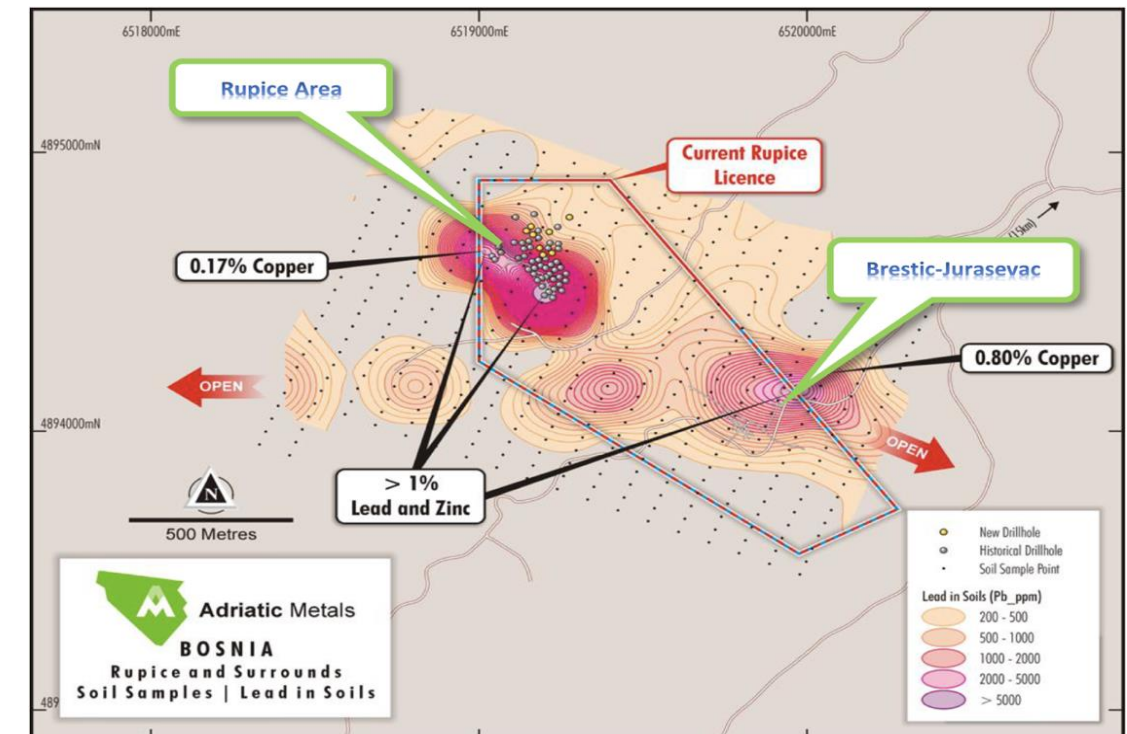 6518000mE
6519000mE
6520000mE
Rupice Area
4895000mN
Current Rupice
Licence
(15km)
0.17% Copper
Brestic-Jurasevac
0.80% Copper
OPEN
4894000mN
OPEN
> 1%
Lead and Zinc
N
500 Metres
New Drillhole
Historical Drillhole
Soil Sample Point
Lead in Soils (Pb_ppm)
200 - 500
500 - 1000
1000 - 2000
2000 - 5000
> 5000
Adriatic Metals
BOSNIA
Rupice and Surrounds
Soil Samples | Lead in Soils